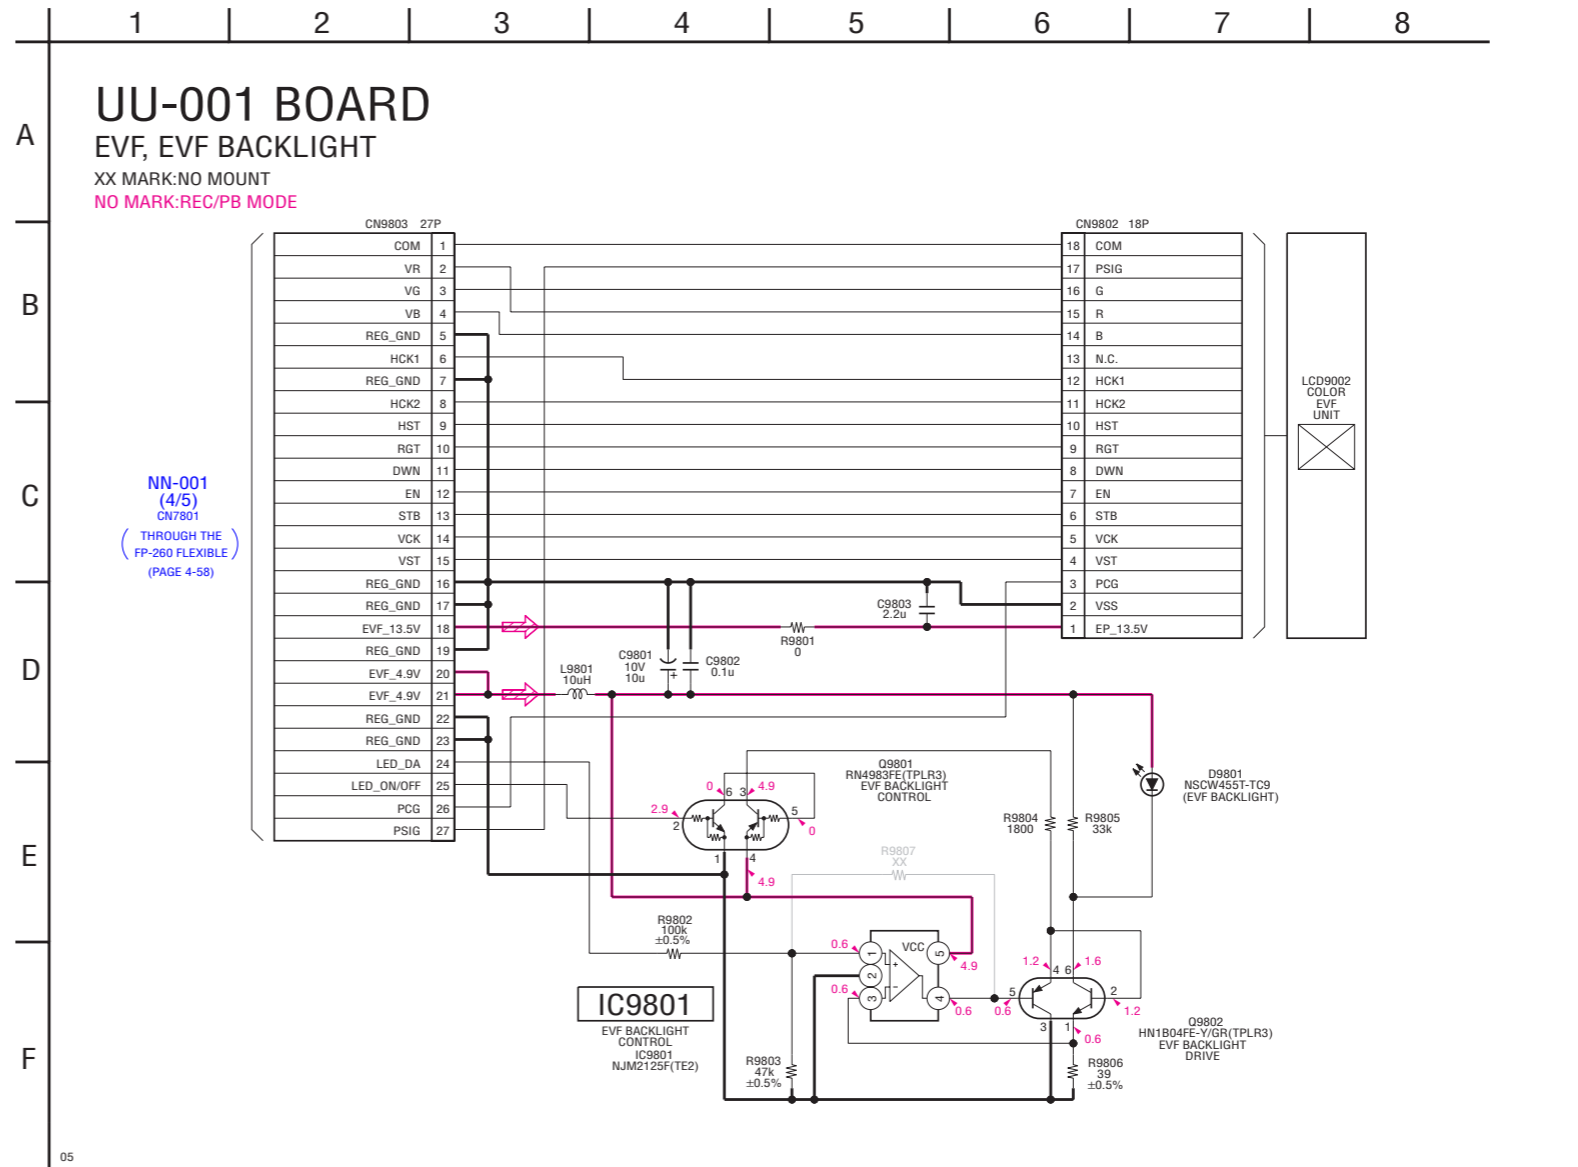 1 2 3 4 5 6 7 8
A
B
C
D
E
F
UU-001 BOARD
EVF, EVF BACKLIGHT
XX MARK:NO MOUNT
NO MARK:REC/PB MODE
NN-001
(4/5)
CN7801
THROUGH THE
FP-260 FLEXIBLE
(PAGE 4-58)
CN9803 27P
COM 1
VR 2
VG 3
VB 4
REG_GND 5
HCK1 6
REG_GND 7
HCK2 8
HST 9
RGT 10
DWN 11
EN 12
STB 13
VCK 14
VST 15
REG_GND 16
REG_GND 17
EVF_13.5V 18
REG_GND 19
EVF_4.9V 20
EVF_4.9V 21
REG_GND 22
REG_GND 23
LED_DA 24
LED_ON/OFF 25
PCG 26
PSIG 27
CN9802 18P
18 COM
17 PSIG
16 G
15 R
14 B
13 N.C.
12 HCK1
11 HCK2
10 HST
9 RGT
8 DWN
7 EN
6 STB
5 VCK
4 VST
3 PCG
2 VSS
1 EP_13.5V
LCD9002
COLOR
EVF
UNIT
C9803
2.2u
R9801
0
C9801
10V
10u
+
C9802
0.1u
L9801
10uH
Q9801
RN4983FE(TPLR3)
EVF BACKLIGHT
CONTROL
0
6
3
4.9
2.9
2
5
0
1
4
4.9
D9801
NSCW455T-TC9
(EVF BACKLIGHT)
R9804
1800
R9805
33k
R9807
XX
R9802
100k
±0.5%
0.6
1
VCC
5
4.9
2
0.6
3
4
0.6
+
−
1.2
4
6
1.6
5
0.6
2
1.2
3
1
0.6
IC9801
EVF BACKLIGHT
CONTROL
IC9801
NJM2125F(TE2)
R9803
47k
±0.5%
Q9802
HN1B04FE-Y/GR(TPLR3)
EVF BACKLIGHT
DRIVE
R9806
39
±0.5%
05